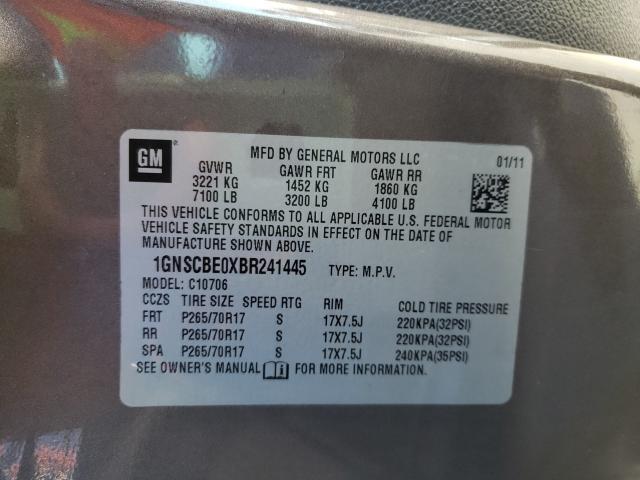 GM
MFD BY GENERAL MOTORS LLC 01/11
GVWR GAWR FRT GAWR RR
3221 KG 1452 KG 1860 KG
7100 LB 3200 LB 4100 LB
THIS VEHICLE CONFORMS TO ALL APPLICABLE U.S. FEDERAL MOTOR
VEHICLE SAFETY STANDARDS IN EFFECT ON THE DATE OF
MANUFACTURE SHOWN ABOVE.
1GNSCBE0XBR241445 TYPE: M.P.V.
MODEL: C10706
CCZS TIRE SIZE SPEED RTG RIM COLD TIRE PRESSURE
FRT P265/70R17 S 17X7.5J 220KPA(32PSI)
RR P265/70R17 S 17X7.5J 220KPA(32PSI)
SPA P265/70R17 S 17X7.5J 240KPA(35PSI)
SEE OWNER'S MANUAL FOR MORE INFORMATION.